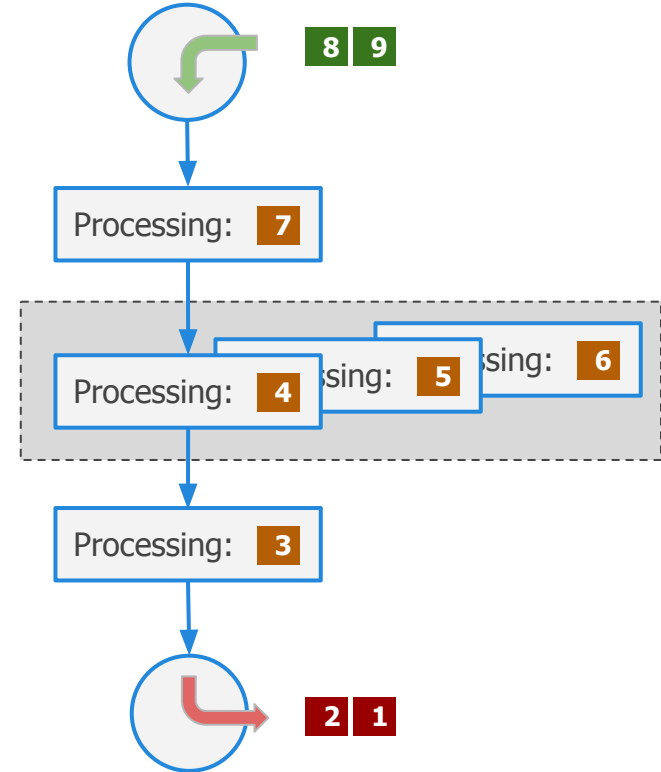 8 9
Processing: 7
Processing: 4
ssing: 5
ssing: 6
Processing: 3
2 1